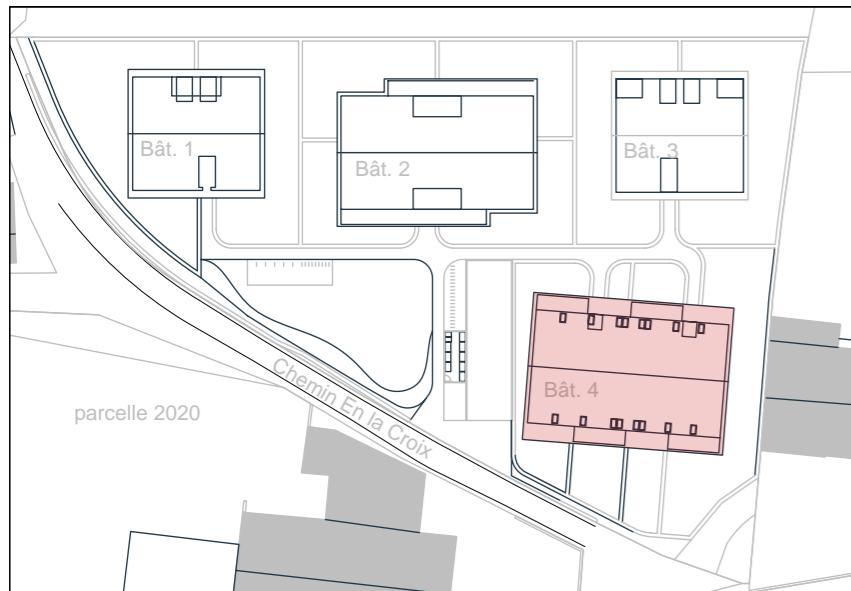 Bât. 1
Bât. 2
Bât. 3
Bât. 4
Chemin En la Croix
parcelle 2020